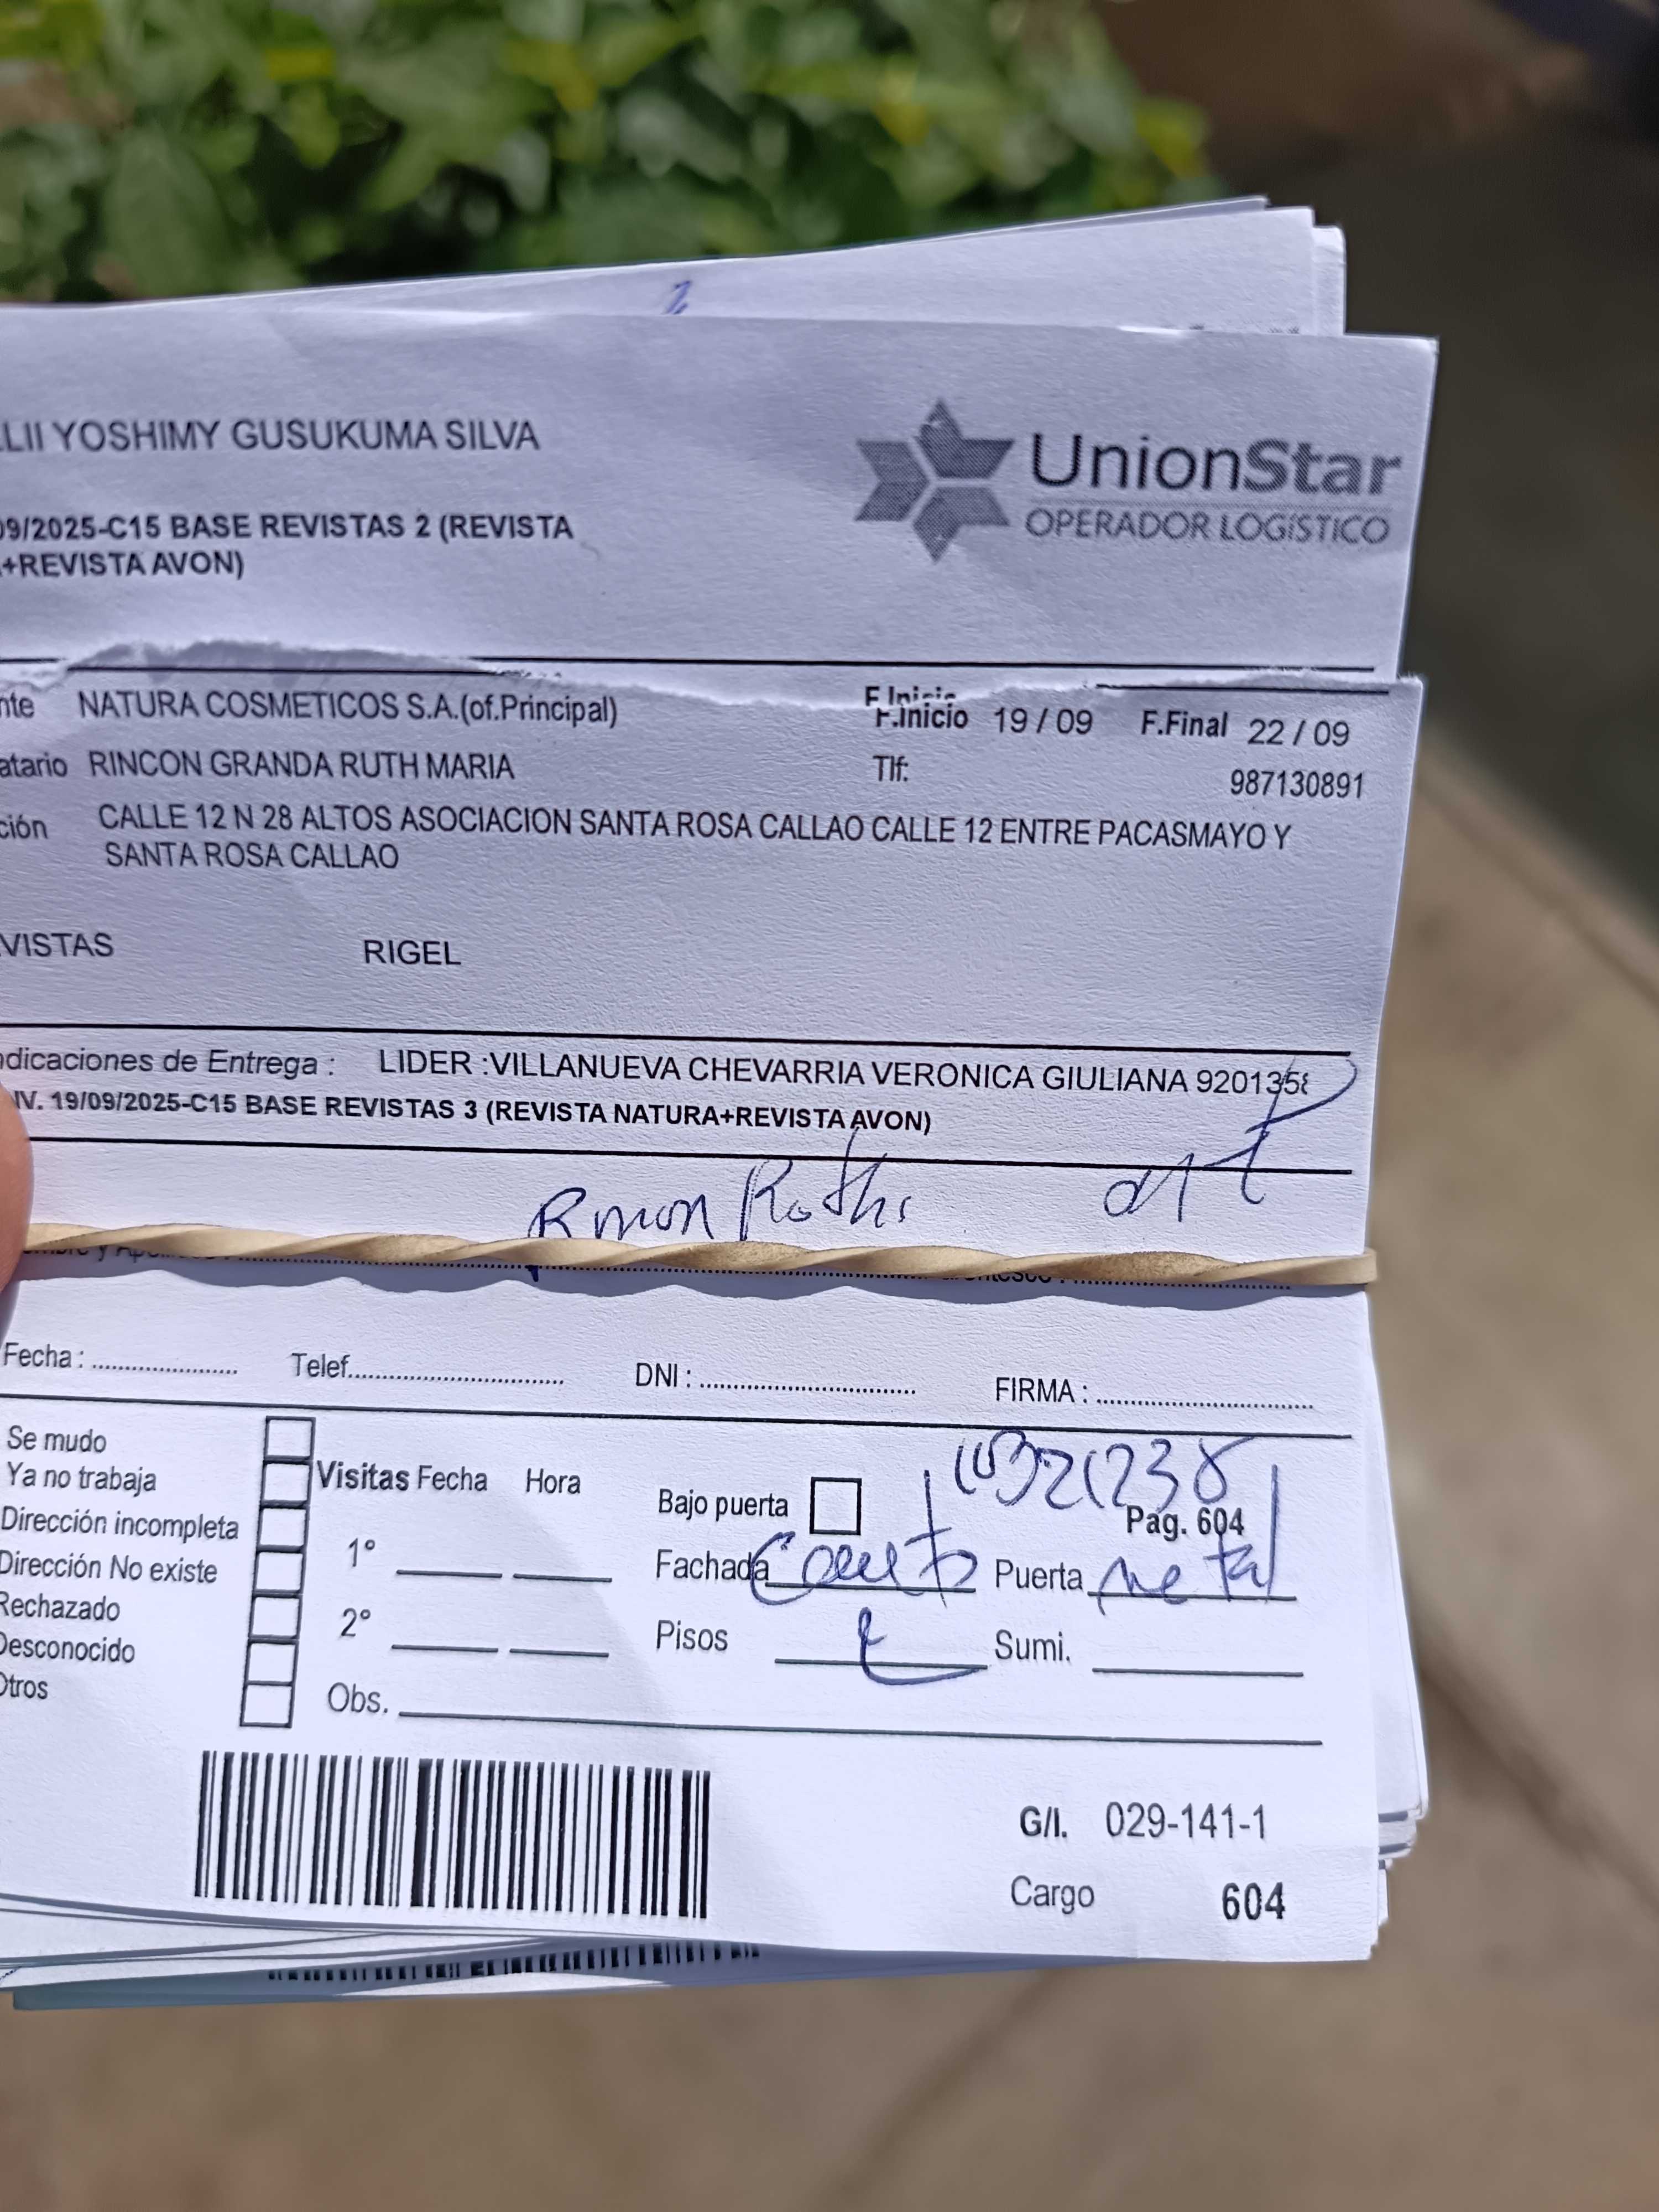 LII YOSHIMY GUSUKUMA SILVA
UnionStar
OPERADOR LOGÍSTICO
09/2025-C15 BASE REVISTAS 2 (REVISTA
+REVISTA AVON)
nte NATURA COSMETICOS S.A.(of.Principal) F.Inicio 19 / 09 F.Final 22 / 09
atario RINCON GRANDA RUTH MARIA Tlf: 987130891
ción CALLE 12 N 28 ALTOS ASOCIACION SANTA ROSA CALLAO CALLE 12 ENTRE PACASMAYO Y
SANTA ROSA CALLAO
VISTAS RIGEL
dicaciones de Entrega : LIDER :VILLANUEVA CHEVARRIA VERONICA GIULIANA 9201358
IV. 19/09/2025-C15 BASE REVISTAS 3 (REVISTA NATURA+REVISTA AVON)
Fecha : Telef. DNI : FIRMA :
Se mudo
Ya no trabaja
Dirección incompleta
Dirección No existe
Rechazado
Desconocido
Otros
Visitas Fecha Hora
1°
2°
Obs.
Bajo puerta Pag. 604
Fachada Puerta metal
Pisos Sumi.
G/I. 029-141-1
Cargo 604